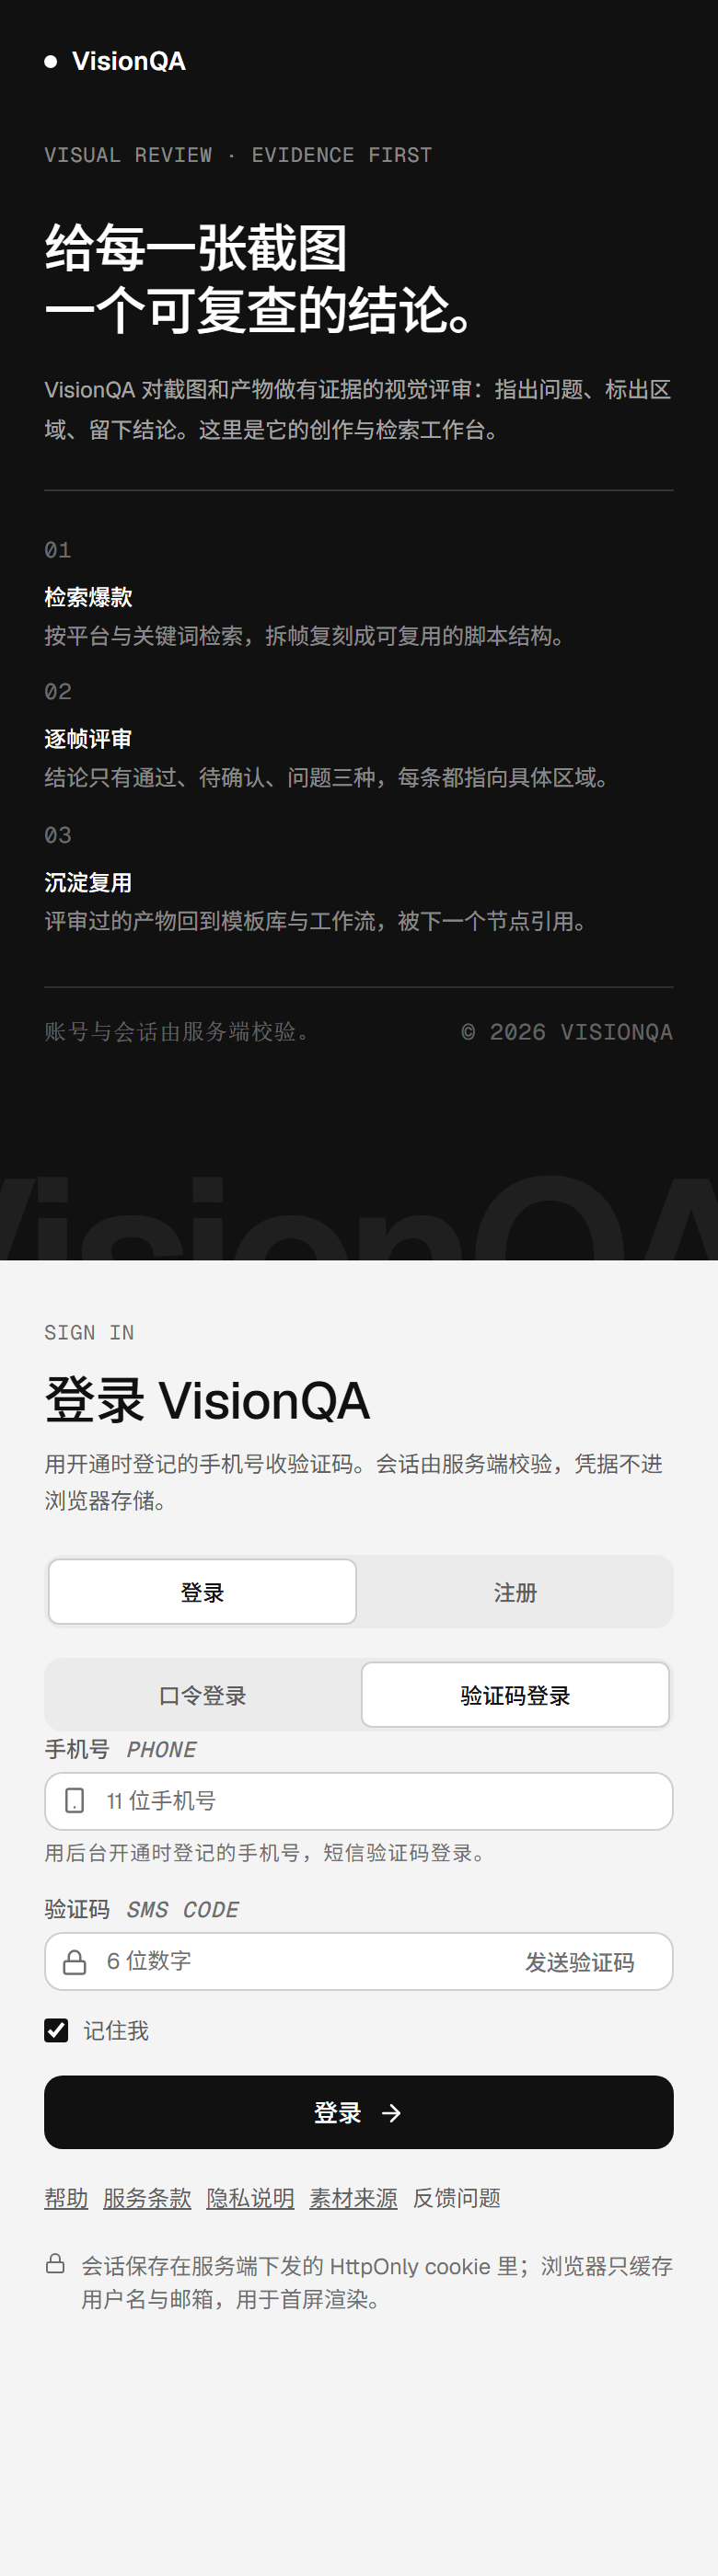 VisionQA
VISUAL REVIEW · EVIDENCE FIRST
给每一张截图
一个可复查的结论。
VisionQA 对截图和产物做有证据的视觉评审：指出问题、标出区
域、留下结论。这里是它的创作与检索工作台。
01
检索爆款
按平台与关键词检索，拆帧复刻成可复用的脚本结构。
02
逐帧评审
结论只有通过、待确认、问题三种，每条都指向具体区域。
03
沉淀复用
评审过的产物回到模板库与工作流，被下一个节点引用。
账号与会话由服务端校验。 © 2026 VISIONQA
VisionQA
SIGN IN
登录 VisionQA
用开通时登记的手机号收验证码。会话由服务端校验，凭据不进
浏览器存储。
登录 注册
口令登录 验证码登录
手机号 PHONE
11 位手机号
用后台开通时登记的手机号，短信验证码登录。
验证码 SMS CODE
6 位数字 发送验证码
记住我
登录 →
帮助 服务条款 隐私说明 素材来源 反馈问题
会话保存在服务端下发的 HttpOnly cookie 里；浏览器只缓存
用户名与邮箱，用于首屏渲染。